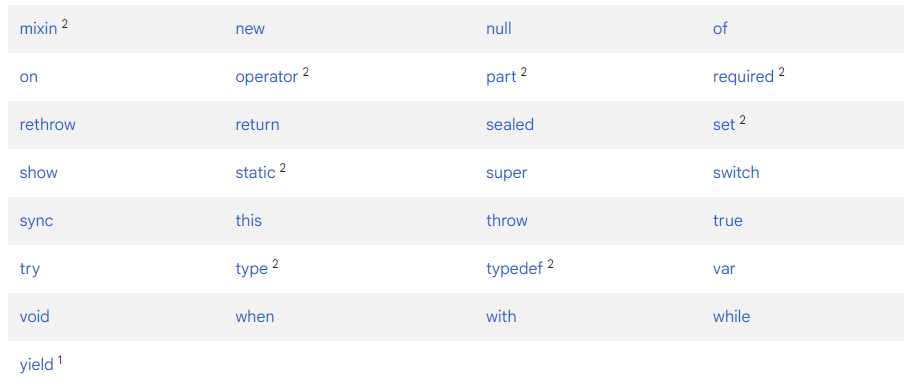 mixin 2 new null of
on operator 2 part 2 required 2
rethrow return sealed set 2
show static 2 super switch
sync this throw true
try type 2 typedef 2 var
void when with while
yield 1